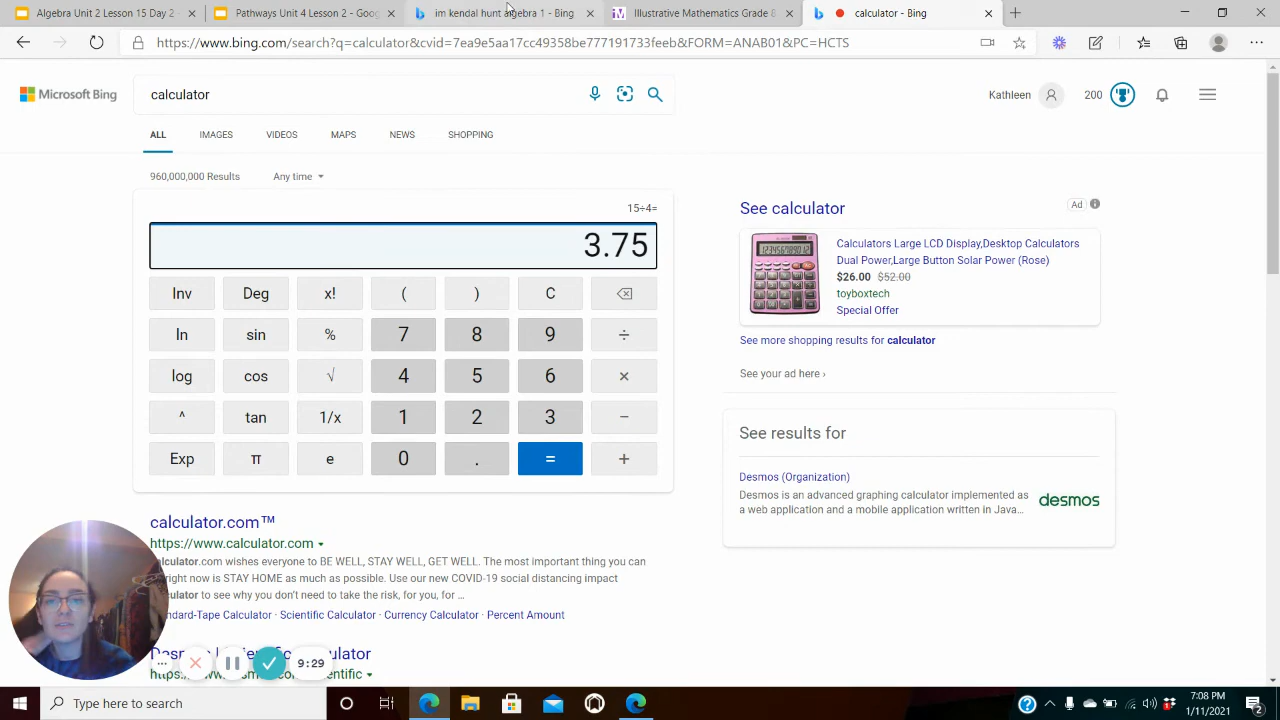 Algebra Unit 15 Day 2
Pathways Unit 4 Lesson 2 - Goo
im kendal hunt algebra 1 - Bing
Illustrative Mathematics Grade 8
calculator - Bing
https://www.bing.com/search?q=calculator&cvid=7ea9e5aa17cc49358be777191733feeb&FORM=ANAB01&PC=HCTS
Microsoft Bing
calculator
Kathleen
200
ALL
IMAGES
VIDEOS
MAPS
NEWS
SHOPPING
960,000,000 Results
Any time
15÷4=
3.75
Inv Deg x! ( ) C
ln sin % 7 8 9 ÷
log cos √ 4 5 6 ×
^ tan 1/x 1 2 3 −
Exp π e 0 . = +
See calculator
Ad
Calculators Large LCD Display,Desktop Calculators
Dual Power,Large Button Solar Power (Rose)
$26.00 $52.00
toyboxtech
Special Offer
See more shopping results for calculator
See your ad here ›
See results for
Desmos (Organization)
Desmos is an advanced graphing calculator implemented as
a web application and a mobile application written in Java...
desmos
calculator.com™
https://www.calculator.com
alculator.com wishes everyone to BE WELL, STAY WELL, GET WELL. The most important thing you can
right now is STAY HOME as much as possible. Use our new COVID-19 social distancing impact
lculator to see why you don't need to take the risk, for you, for ...
ndard-Tape Calculator · Scientific Calculator · Currency Calculator · Percent Amount
9:29
Type here to search
7:08 PM
1/11/2021
2